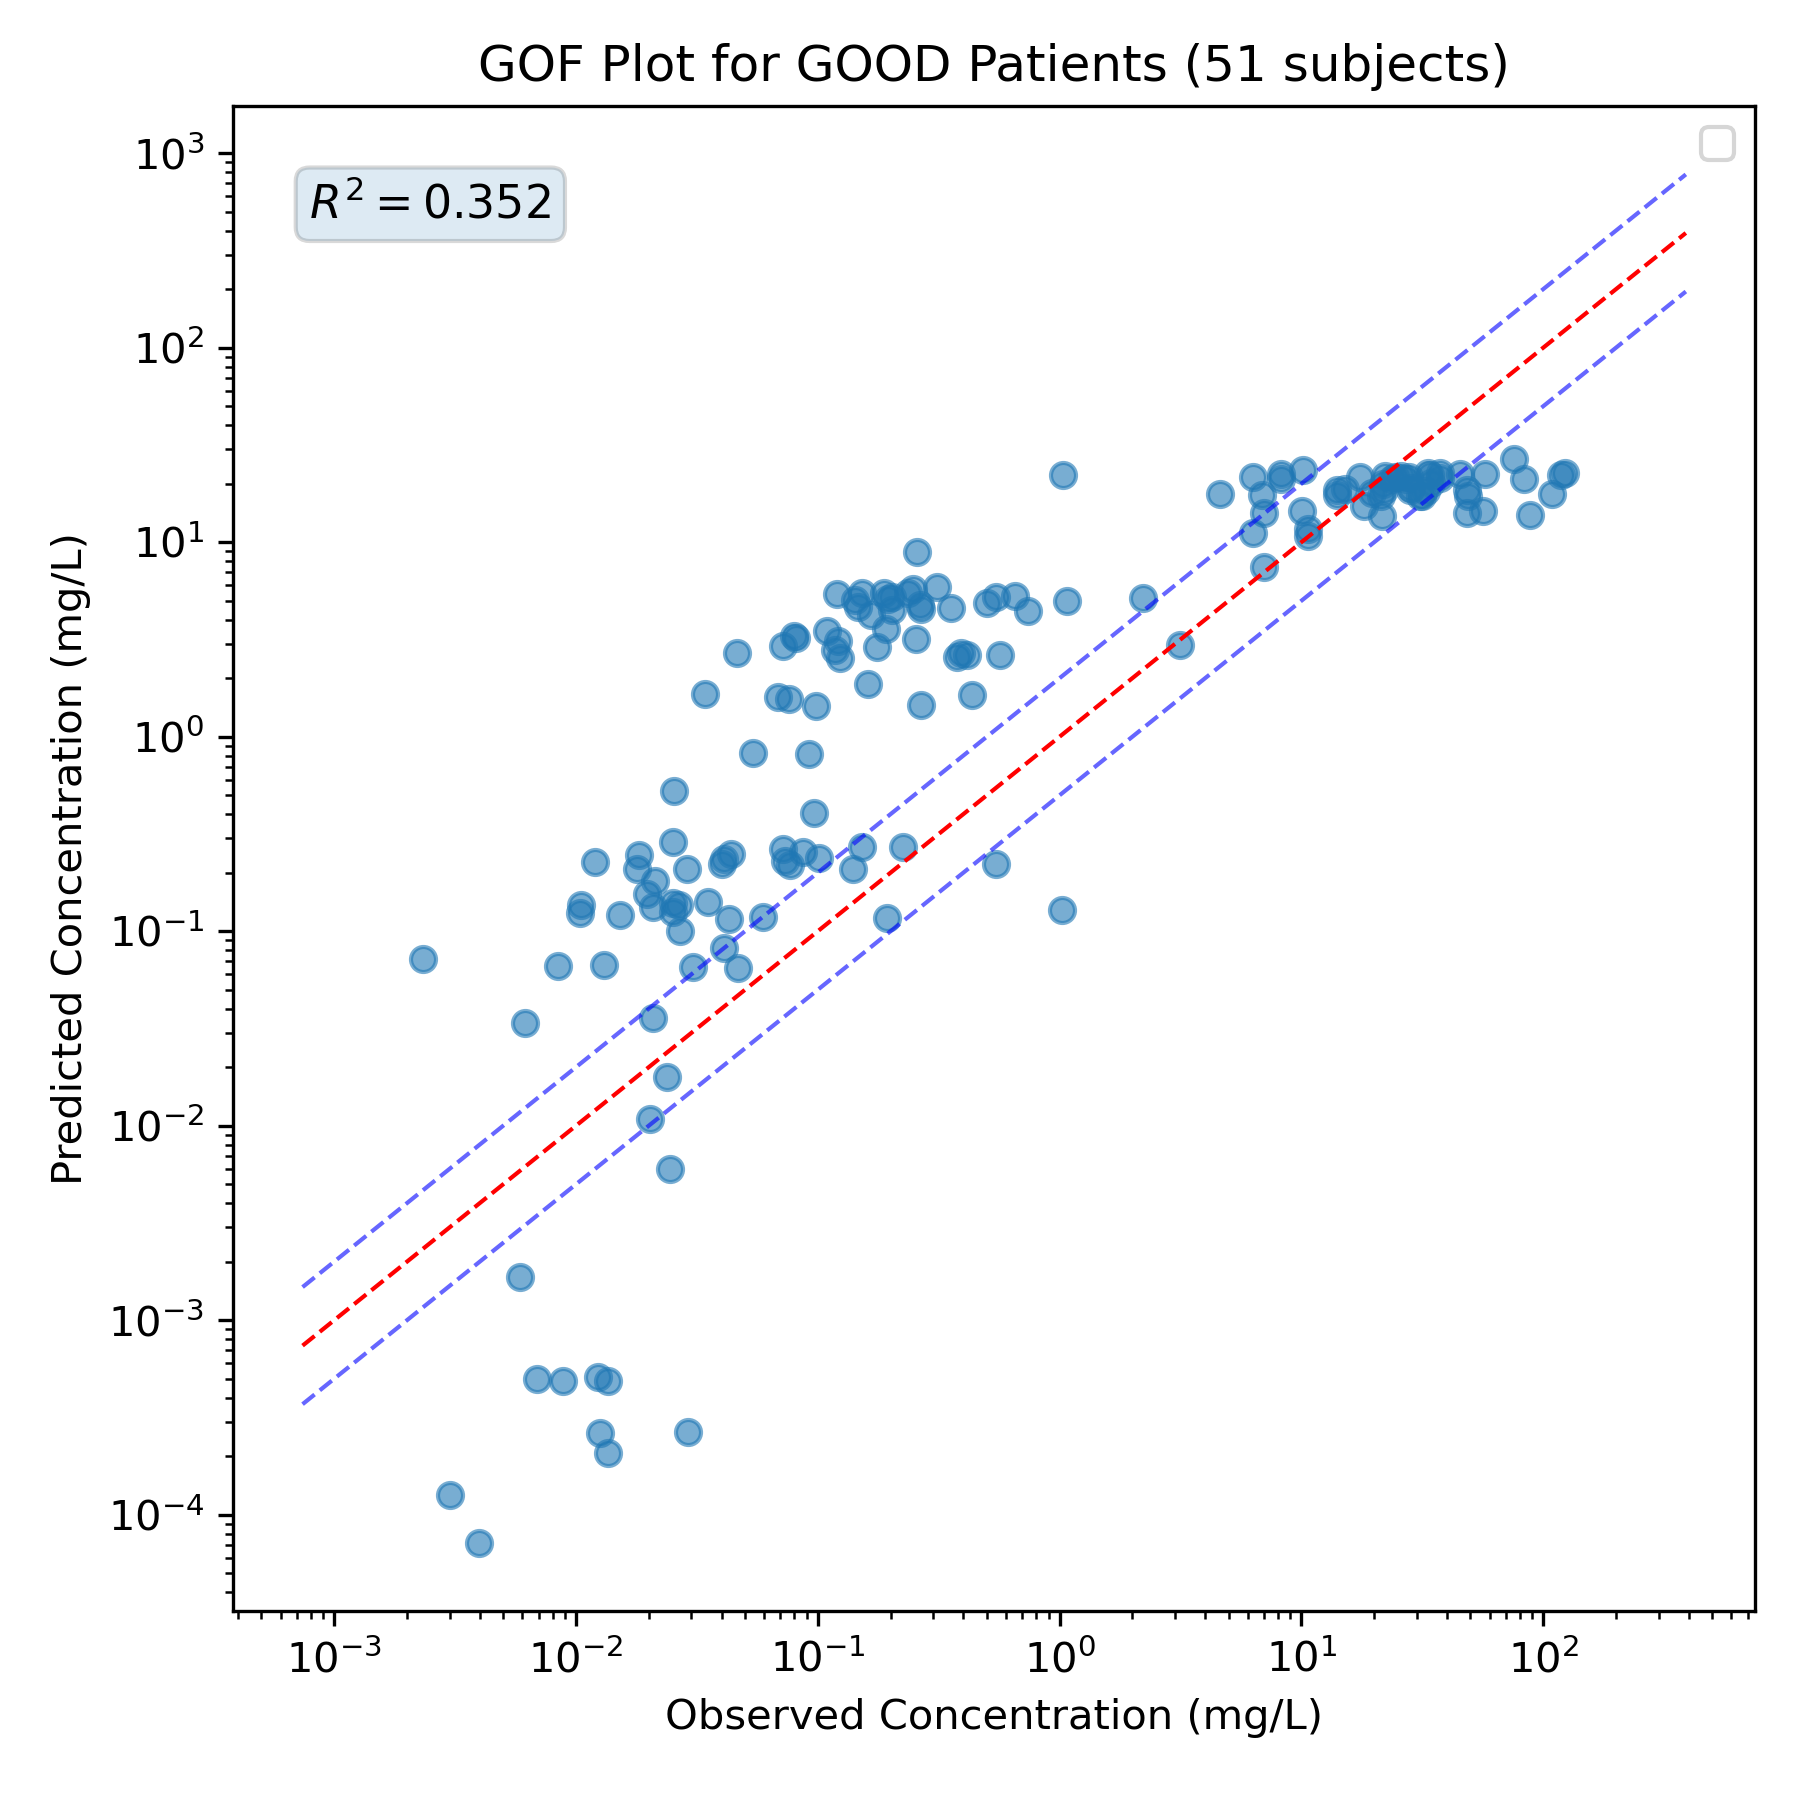 GOF Plot for GOOD Patients (51 subjects)
R² = 0.352
10³
10²
10¹
10⁰
10⁻¹
10⁻²
10⁻³
10⁻⁴
Predicted Concentration (mg/L)
10⁻³ 10⁻² 10⁻¹ 10⁰ 10¹ 10²
Observed Concentration (mg/L)